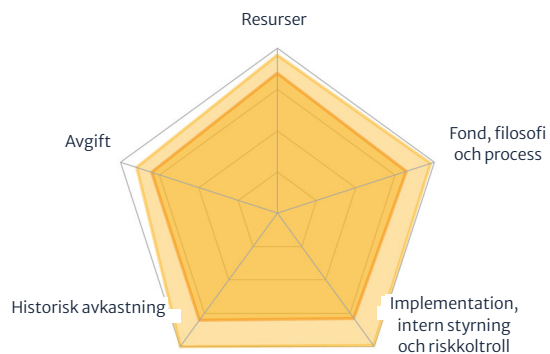 Resurser
Avgift
Fond, filosofi
och process
Historisk avkastning
Implementation,
intern styrning
och riskkoltroll